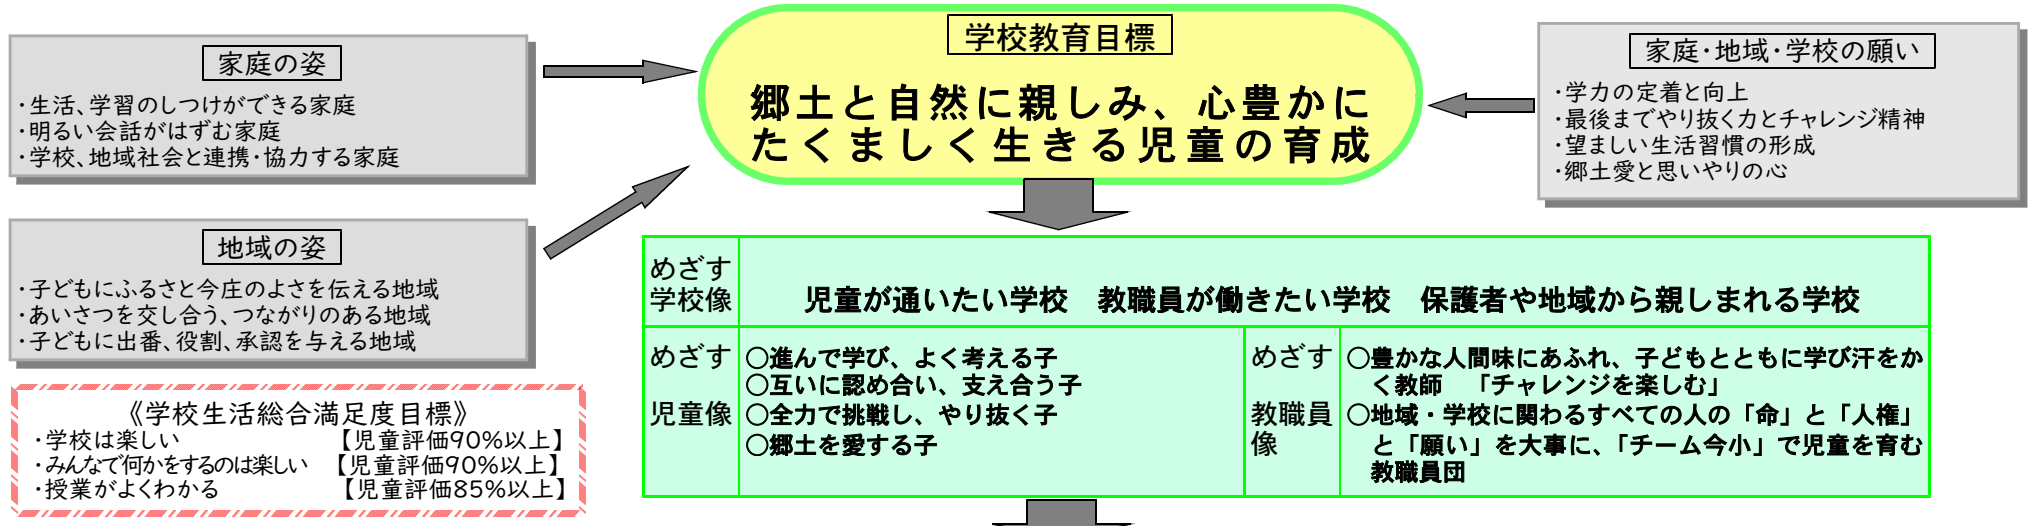 学校教育目標
郷土と自然に親しみ、心豊かに
たくましく生きる児童の育成
家庭の姿
・生活、学習のしつけができる家庭
・明るい会話がはずむ家庭
・学校、地域社会と連携・協力する家庭
家庭・地域・学校の願い
・学力の定着と向上
・最後までやり抜く力とチャレンジ精神
・望ましい生活習慣の形成
・郷土愛と思いやりの心
地域の姿
・子どもにふるさと今庄のよさを伝える地域
・あいさつを交し合う、つながりのある地域
・子どもに出番、役割、承認を与える地域
《学校生活総合満足度目標》
・学校は楽しい 【児童評価90%以上】
・みんなで何かをするのは楽しい 【児童評価90%以上】
・授業がよくわかる 【児童評価85%以上】
めざす
学校像
児童が通いたい学校 教職員が働きたい学校 保護者や地域から親しまれる学校
めざす
児童像
○進んで学び、よく考える子
○互いに認め合い、支え合う子
○全力で挑戦し、やり抜く子
○郷土を愛する子
めざす
教職員
像
○豊かな人間味にあふれ、子どもとともに学び汗をか
く教師 「チャレンジを楽しむ」
○地域・学校に関わるすべての人の「命」と「人権」
と「願い」を大事に、「チーム今小」で児童を育む
教職員団